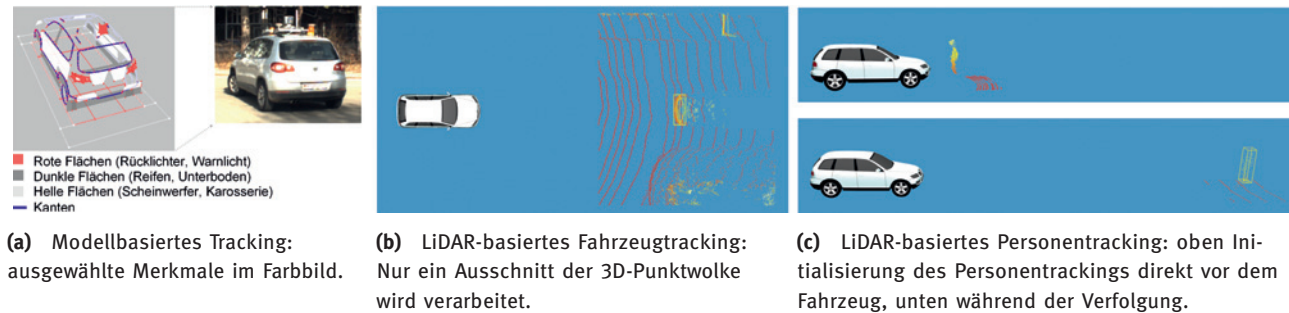 Rote Flächen (Rücklichter, Warnlicht)
Dunkle Flächen (Reifen, Unterboden)
Helle Flächen (Scheinwerfer, Karosserie)
Kanten
(a) Modellbasiertes Tracking:
ausgewählte Merkmale im Farbbild.
(b) LiDAR-basiertes Fahrzeugtracking:
Nur ein Ausschnitt der 3D-Punktwolke
wird verarbeitet.
(c) LiDAR-basiertes Personentracking: oben Ini-
tialisierung des Personentrackings direkt vor dem
Fahrzeug, unten während der Verfolgung.